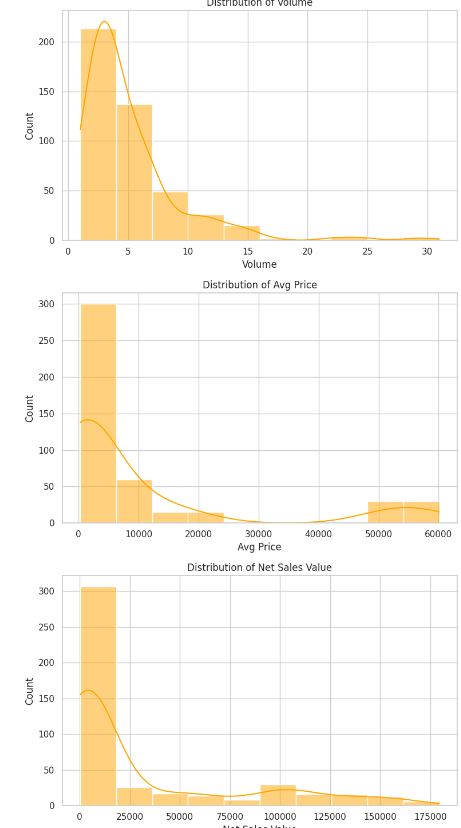 Distribution of Volume
200
150
100
50
0
Count
0 5 10 15 20 25 30
Volume
Distribution of Avg Price
300
250
200
150
100
50
0
Count
0 10000 20000 30000 40000 50000 60000
Avg Price
Distribution of Net Sales Value
300
250
200
150
100
50
0
Count
0 25000 50000 75000 100000 125000 150000 175000
Net Sales Value